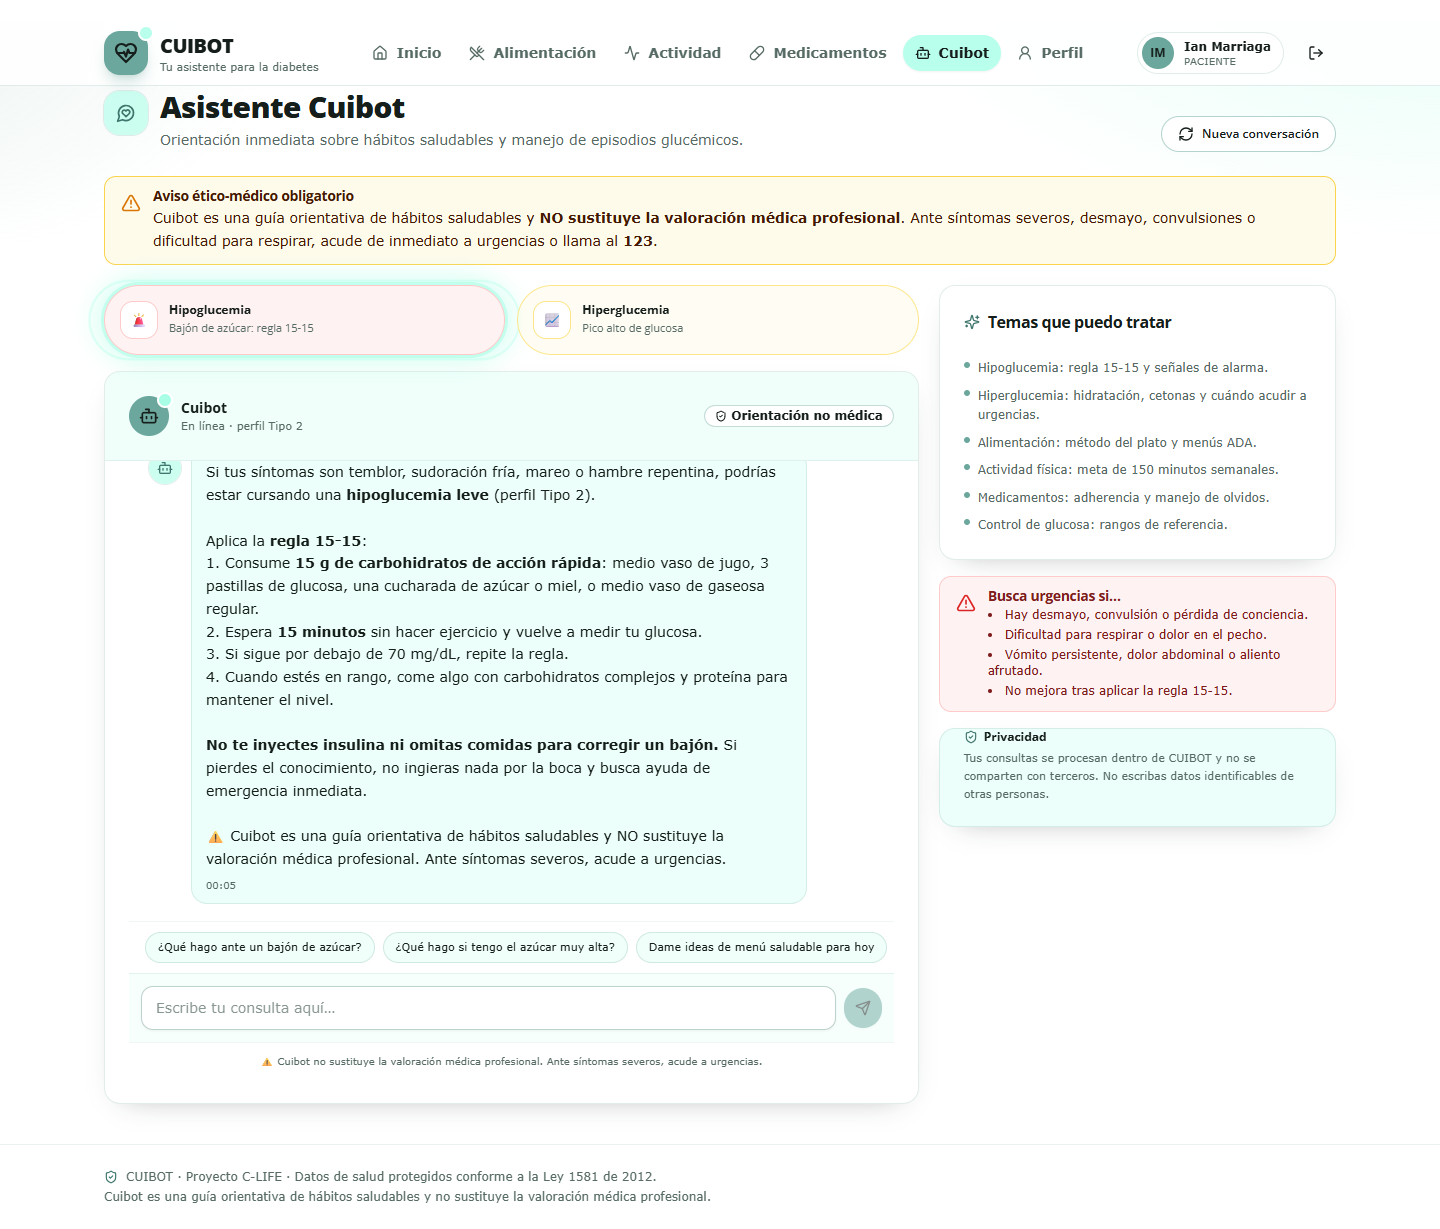 CUIBOT
Tu asistente para la diabetes
Inicio
Alimentación
Actividad
Medicamentos
Cuibot
Perfil
IM
Ian Marriaga
PACIENTE
Asistente Cuibot
Orientación inmediata sobre hábitos saludables y manejo de episodios glucémicos.
Nueva conversación
Aviso ético-médico obligatorio
Cuibot es una guía orientativa de hábitos saludables y NO sustituye la valoración médica profesional. Ante síntomas severos, desmayo, convulsiones o
dificultad para respirar, acude de inmediato a urgencias o llama al 123.
Hipoglucemia
Bajón de azúcar: regla 15-15
Hiperglucemia
Pico alto de glucosa
Cuibot
En línea · perfil Tipo 2
Orientación no médica
Si tus síntomas son temblor, sudoración fría, mareo o hambre repentina, podrías
estar cursando una hipoglucemia leve (perfil Tipo 2).
Aplica la regla 15-15:
1. Consume 15 g de carbohidratos de acción rápida: medio vaso de jugo, 3
pastillas de glucosa, una cucharada de azúcar o miel, o medio vaso de gaseosa
regular.
2. Espera 15 minutos sin hacer ejercicio y vuelve a medir tu glucosa.
3. Si sigue por debajo de 70 mg/dL, repite la regla.
4. Cuando estés en rango, come algo con carbohidratos complejos y proteína para
mantener el nivel.
No te inyectes insulina ni omitas comidas para corregir un bajón. Si
pierdes el conocimiento, no ingieras nada por la boca y busca ayuda de
emergencia inmediata.
⚠️ Cuibot es una guía orientativa de hábitos saludables y NO sustituye la
valoración médica profesional. Ante síntomas severos, acude a urgencias.
00:05
¿Qué hago ante un bajón de azúcar?
¿Qué hago si tengo el azúcar muy alta?
Dame ideas de menú saludable para hoy
Escribe tu consulta aquí...
⚠️ Cuibot no sustituye la valoración médica profesional. Ante síntomas severos, acude a urgencias.
Temas que puedo tratar
Hipoglucemia: regla 15-15 y señales de alarma.
Hiperglucemia: hidratación, cetonas y cuándo acudir a
urgencias.
Alimentación: método del plato y menús ADA.
Actividad física: meta de 150 minutos semanales.
Medicamentos: adherencia y manejo de olvidos.
Control de glucosa: rangos de referencia.
Busca urgencias si...
• Hay desmayo, convulsión o pérdida de conciencia.
• Dificultad para respirar o dolor en el pecho.
• Vómito persistente, dolor abdominal o aliento
afrutado.
• No mejora tras aplicar la regla 15-15.
Privacidad
Tus consultas se procesan dentro de CUIBOT y no se
comparten con terceros. No escribas datos identificables de
otras personas.
CUIBOT · Proyecto C-LIFE · Datos de salud protegidos conforme a la Ley 1581 de 2012.
Cuibot es una guía orientativa de hábitos saludables y no sustituye la valoración médica profesional.